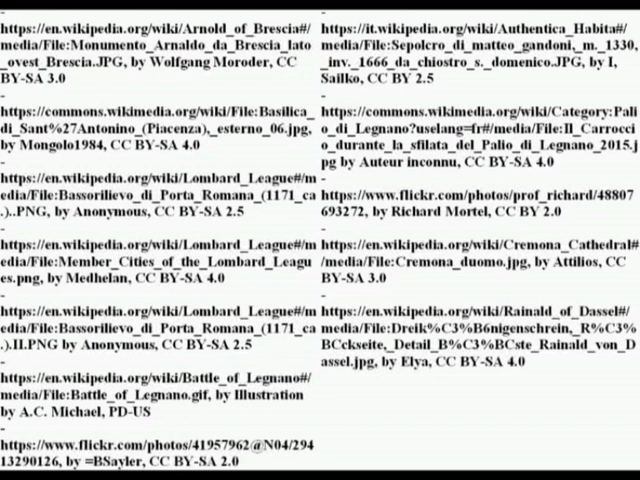 -
https://en.wikipedia.org/wiki/Arnold_of_Brescia#/
media/File:Monumento_Arnaldo_da_Brescia_lato
_ovest_Brescia.JPG, by Wolfgang Moroder, CC
BY-SA 3.0
-
https://commons.wikimedia.org/wiki/File:Basilica_
di_Sant%27Antonino_(Piacenza),_esterno_06.jpg,
by Mongolo1984, CC BY-SA 4.0
-
https://en.wikipedia.org/wiki/Lombard_League#/m
edia/File:Bassorilievo_di_Porta_Romana_(1171_ca
.)..PNG, by Anonymous, CC BY-SA 2.5
-
https://en.wikipedia.org/wiki/Lombard_League#/m
edia/File:Member_Cities_of_the_Lombard_Leagu
es.png, by Medhelan, CC BY-SA 4.0
-
https://en.wikipedia.org/wiki/Lombard_League#/m
edia/File:Bassorilievo_di_Porta_Romana_(1171_ca
.).II.PNG by Anonymous, CC BY-SA 2.5
-
https://en.wikipedia.org/wiki/Battle_of_Legnano#/
media/File:Battle_of_Legnano.gif, by Illustration
by A.C. Michael, PD-US
-
https://www.flickr.com/photos/41957962@N04/294
13290126, by =BSayler, CC BY-SA 2.0
-
https://it.wikipedia.org/wiki/Authentica_Habita#/
media/File:Sepolcro_di_matteo_gandoni,_m._1330,
_inv._1666_da_chiostro_s._domenico.JPG, by I,
Sailko, CC BY 2.5
-
https://commons.wikimedia.org/wiki/Category:Pali
o_di_Legnano?uselang=fr#/media/File:Il_Carrocci
o_durante_la_sfilata_del_Palio_di_Legnano_2015.j
pg by Auteur inconnu, CC BY-SA 4.0
-
https://www.flickr.com/photos/prof_richard/48807
693272, by Richard Mortel, CC BY 2.0
-
https://en.wikipedia.org/wiki/Cremona_Cathedral#
/media/File:Cremona_duomo.jpg, by Attilios, CC
BY-SA 3.0
-
https://en.wikipedia.org/wiki/Rainald_of_Dassel#/
media/File:Dreik%C3%B6nigenschrein,_R%C3%
BCckseite,_Detail_B%C3%BCste_Rainald_von_D
assel.jpg, by Elya, CC BY-SA 4.0